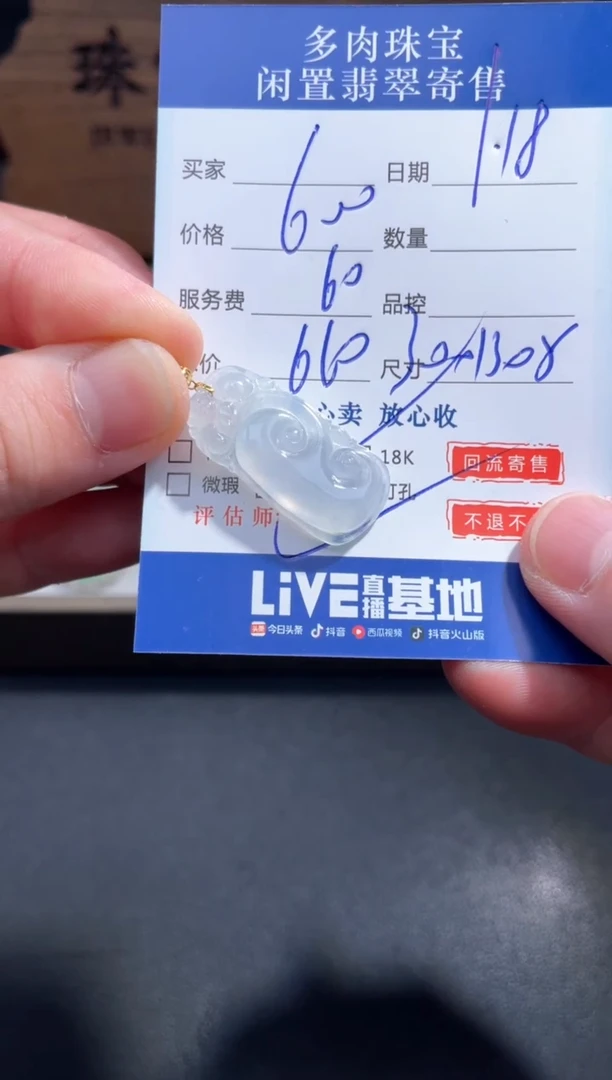 珠
多肉珠宝
闲置翡翠寄售
买家 日期 1.18
价格 600 数量
服务费 60 品控
价 660 尺寸
心卖 放心收
18K 回流寄售
微瑕 打孔
评估师: 不退不
LiVE直播基地
头条 今日头条 抖音 西瓜视频 抖音火山版